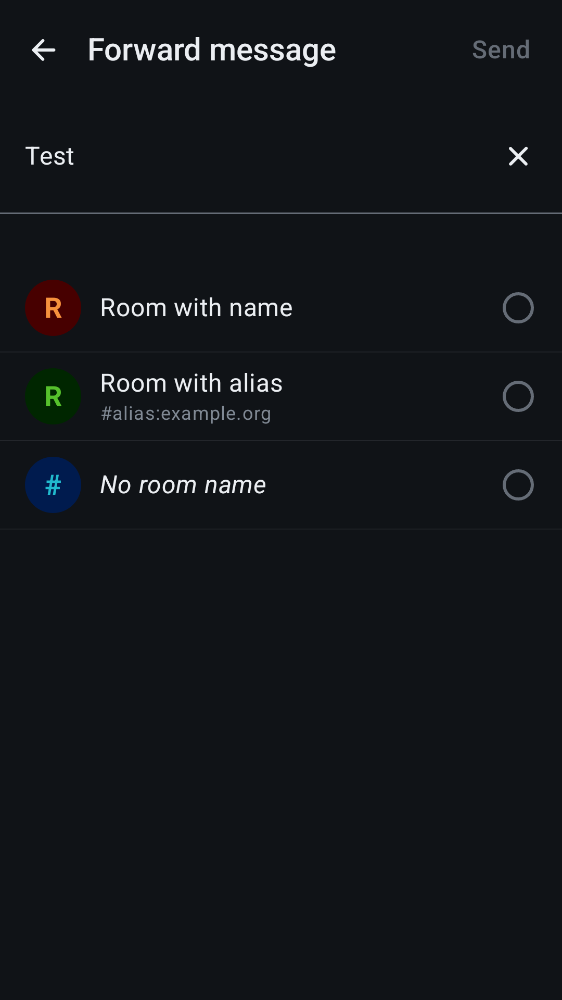 Forward message Send
Test
R Room with name
R Room with alias
#alias:example.org
# No room name